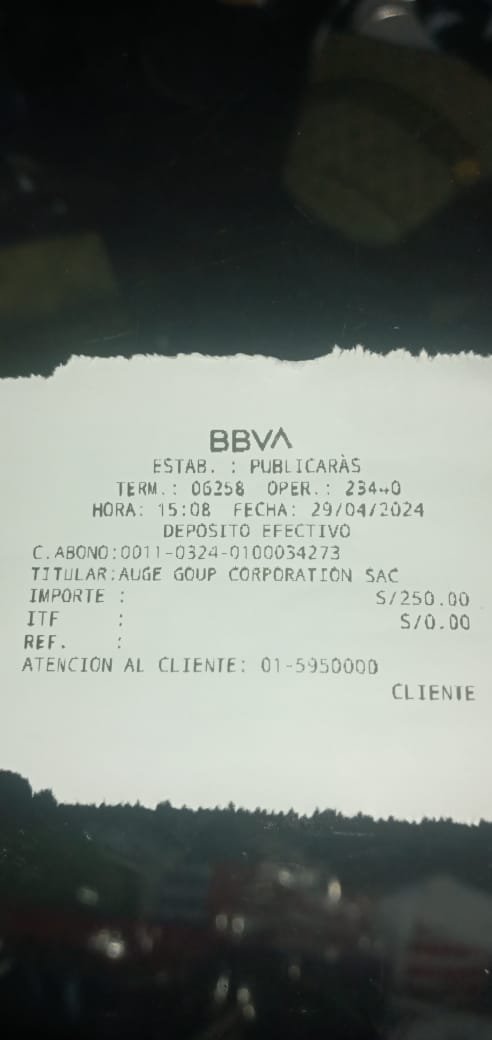 BBVA
ESTAB. : PUBLICARÀS
TERM.: 06258 OPER.: 23440
HORA: 15:08 FECHA: 29/04/2024
DEPOSITO EFECTIVO
C.ABONO:0011-0324-0100034273
TITULAR:AUGE GOUP CORPORATION SAC
IMPORTE : S/250.00
ITF : S/0.00
REF. :
ATENCION AL CLIENTE: 01-5950000
CLIENTE